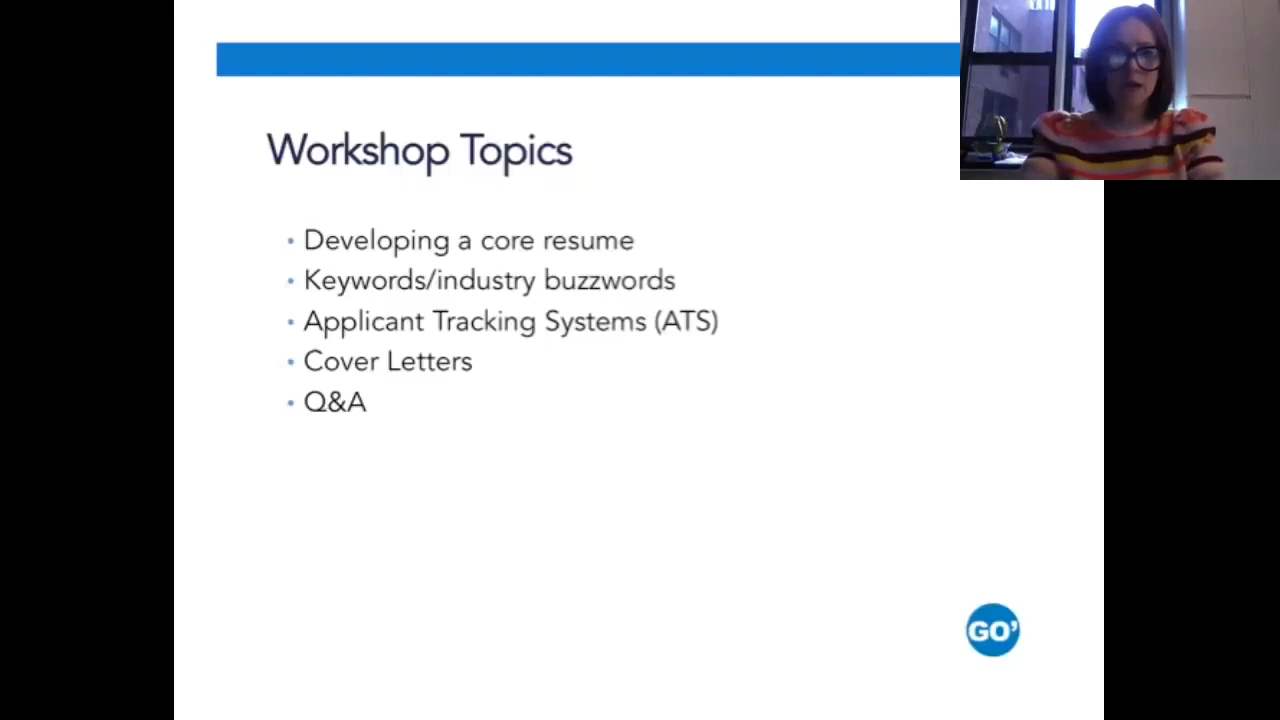 Workshop Topics
• Developing a core resume
• Keywords/industry buzzwords
• Applicant Tracking Systems (ATS)
• Cover Letters
• Q&A
GO’